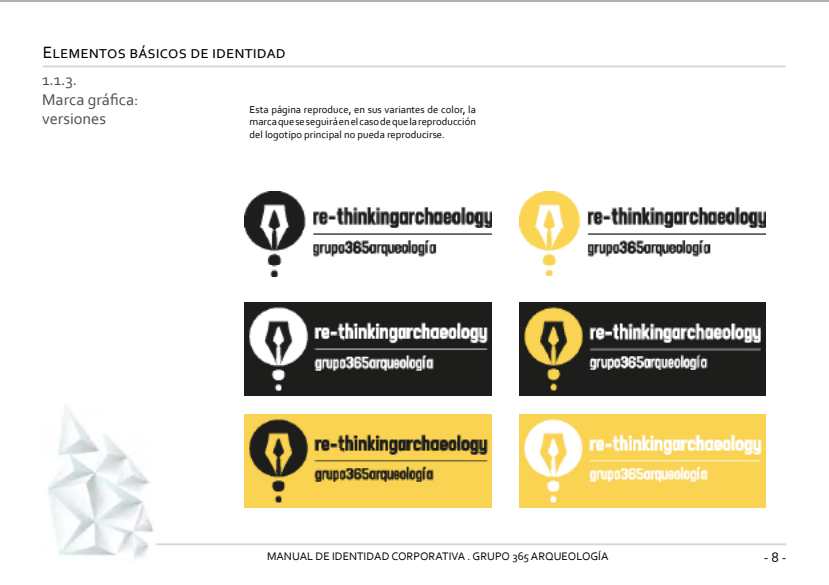 ELEMENTOS BÁSICOS DE IDENTIDAD
1.1.3.
Marca gráfica:
versiones
Esta página reproduce, en sus variantes de color, la
marca que se seguirá en el caso de que la reproducción
del logotipo principal no pueda reproducirse.
re-thinkingarchaeology
grupo365arqueología
re-thinkingarchaeology
grupo365arqueología
re-thinkingarchaeology
grupo365arqueología
re-thinkingarchaeology
grupo365arqueología
re-thinkingarchaeology
grupo365arqueología
re-thinkingarchaeology
grupo365arqueología
MANUAL DE IDENTIDAD CORPORATIVA . GRUPO 365 ARQUEOLOGÍA
- 8 -